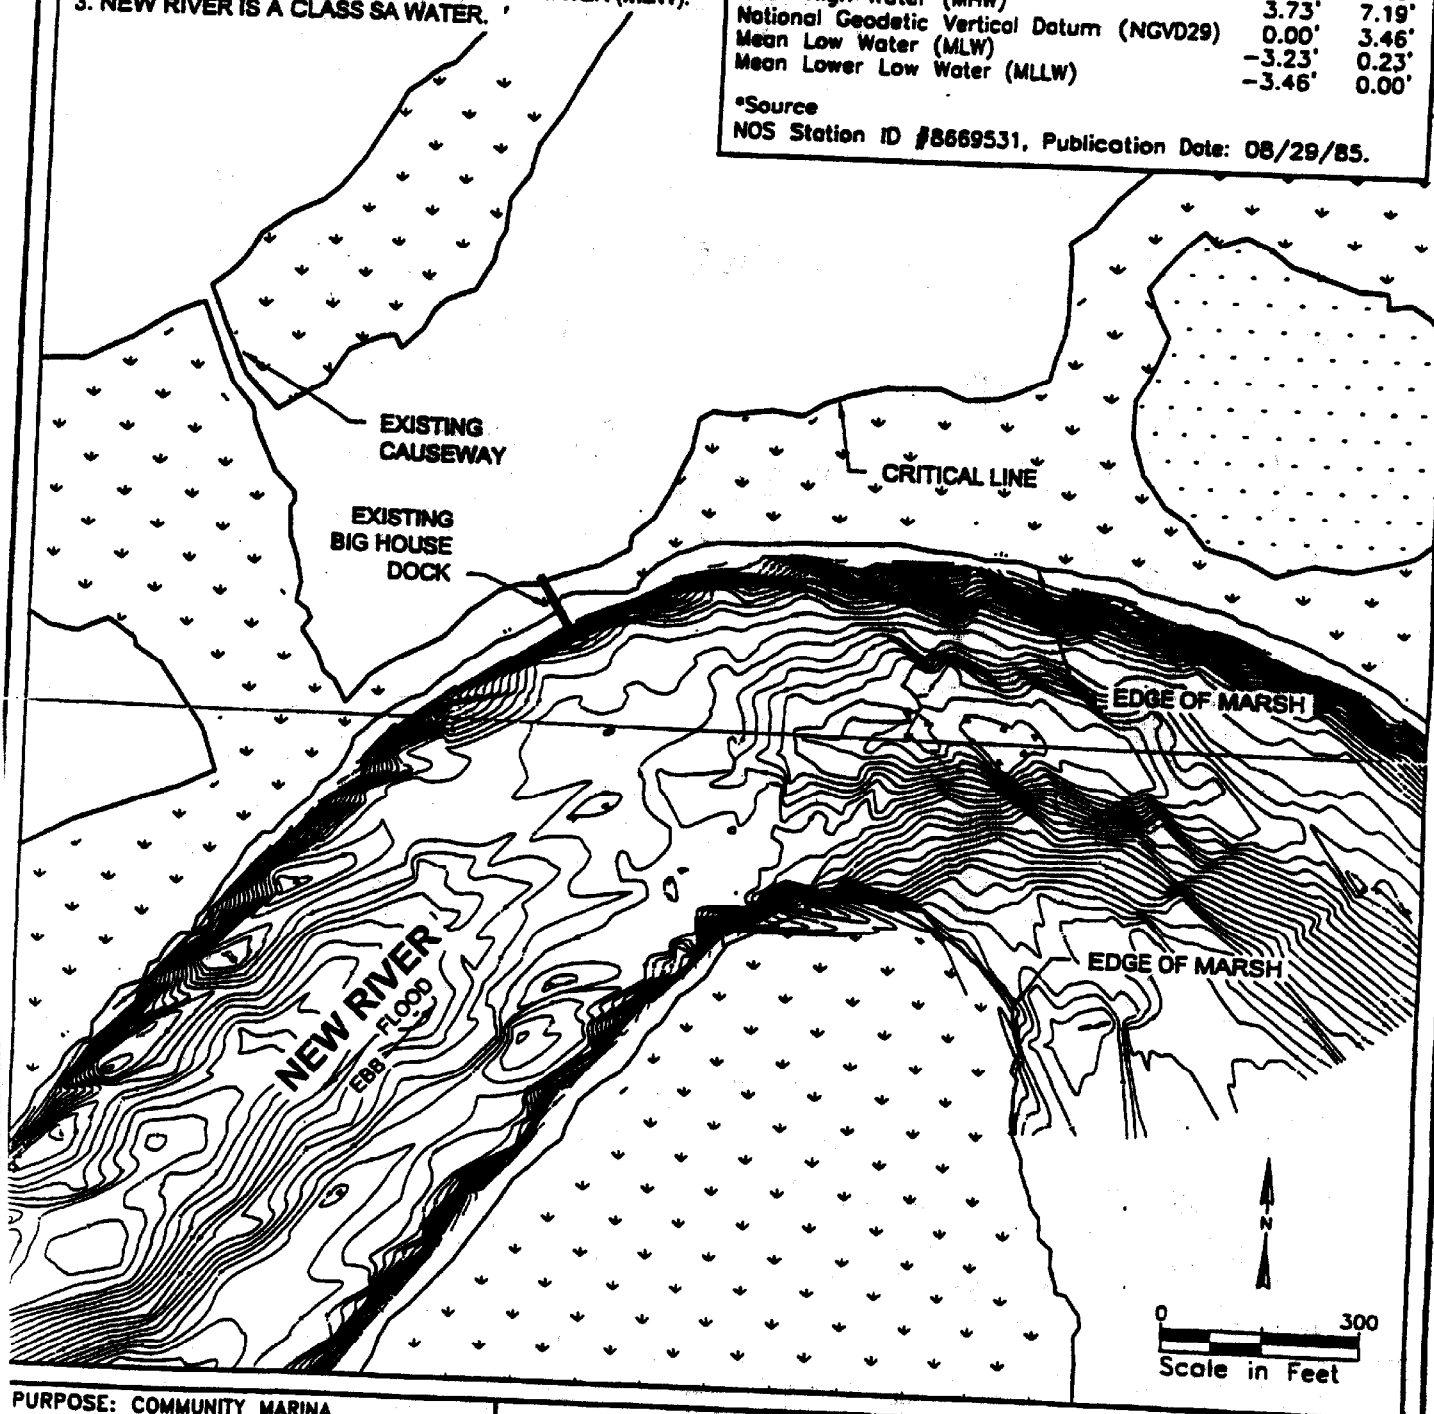 3. NEW RIVER IS A CLASS SA WATER.
3.73' 7.19'
National Geodetic Vertical Datum (NGVD29) 0.00' 3.46'
Mean Low Water (MLW) -3.23' 0.23'
Mean Lower Low Water (MLLW) -3.46' 0.00'
*Source
NOS Station ID #8669531, Publication Date: 08/29/85.
EXISTING
CAUSEWAY
CRITICAL LINE
EXISTING
BIG HOUSE
DOCK
EDGE OF MARSH
EDGE OF MARSH
NEW RIVER
FLOOD
EBB
N
0 300
Scale in Feet
PURPOSE: COMMUNITY MARINA